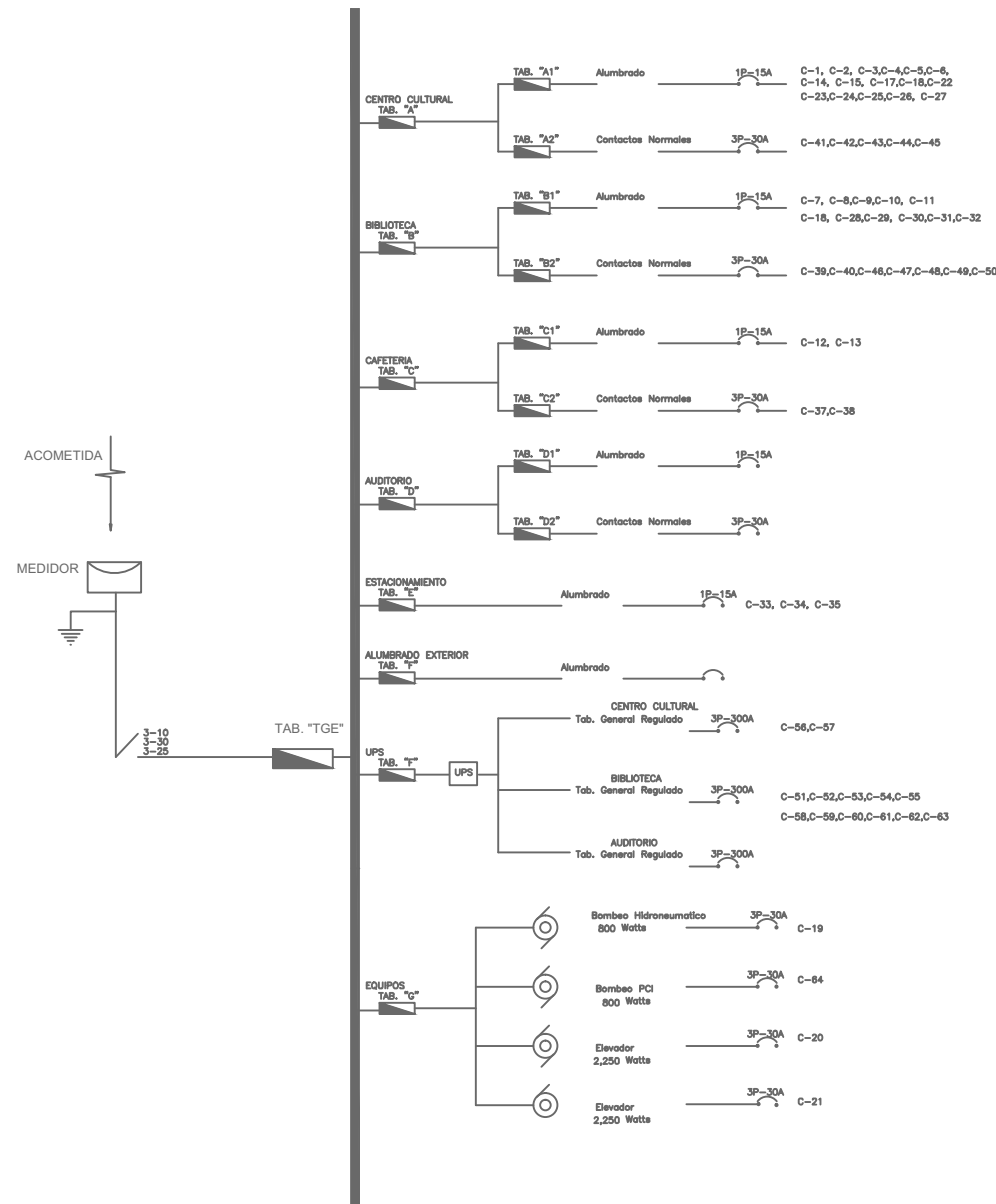 TAB. "A1" Alumbrado 1P-15A C-1, C-2, C-3,C-4,C-5,C-6,
C-14, C-15, C-17,C-18,C-22
C-23,C-24,C-25,C-26, C-27
CENTRO CULTURAL
TAB. "A"
TAB. "A2" Contactos Normales 3P-30A C-41,C-42,C-43,C-44,C-45
TAB. "B1" Alumbrado 1P-15A C-7, C-8,C-9,C-10, C-11
C-18, C-28,C-29, C-30,C-31,C-32
BIBLIOTECA
TAB. "B"
TAB. "B2" Contactos Normales 3P-30A C-39,C-40,C-46,C-47,C-48,C-49,C-50
TAB. "C1" Alumbrado 1P-15A C-12, C-13
CAFETERIA
TAB. "C"
TAB. "C2" Contactos Normales 3P-30A C-37,C-38
ACOMETIDA
TAB. "D1" Alumbrado 1P-15A
AUDITORIO
TAB. "D"
TAB. "D2" Contactos Normales 3P-30A
MEDIDOR
ESTACIONAMIENTO
TAB. "E" Alumbrado 1P-15A C-33, C-34, C-35
ALUMBRADO EXTERIOR
TAB. "F" Alumbrado
3-10
3-30
3-25
TAB. "TGE"
UPS
TAB. "F"
UPS
CENTRO CULTURAL
Tab. General Regulado 3P-300A C-56,C-57
BIBLIOTECA
Tab. General Regulado 3P-300A C-51,C-52,C-53,C-54,C-55
C-58,C-59,C-60,C-61,C-62,C-63
AUDITORIO
Tab. General Regulado 3P-300A
EQUIPOS
TAB. "G"
Bombeo Hidroneumatico 3P-30A C-19
800 Watts
Bombeo PCI 3P-30A C-64
800 Watts
Elevador 3P-30A C-20
2,250 Watts
Elevador 3P-30A C-21
2,250 Watts